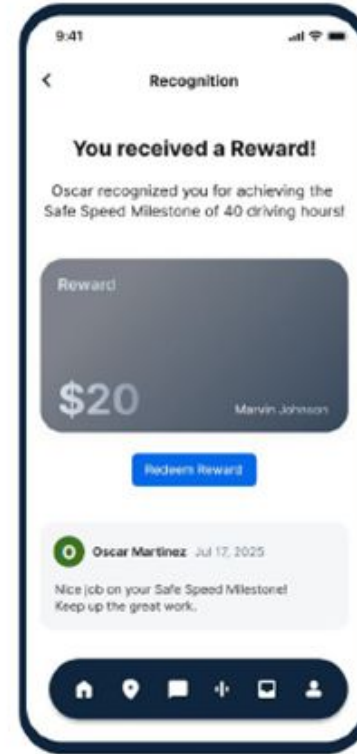 9:41
Recognition
You received a Reward!
Oscar recognized you for achieving the
Safe Speed Milestone of 40 driving hours!
Reward
$20
Marvin Johnson
Redeem Reward
O
Oscar Martinez Jul 17, 2025
Nice job on your Safe Speed Milestone!
Keep up the great work.